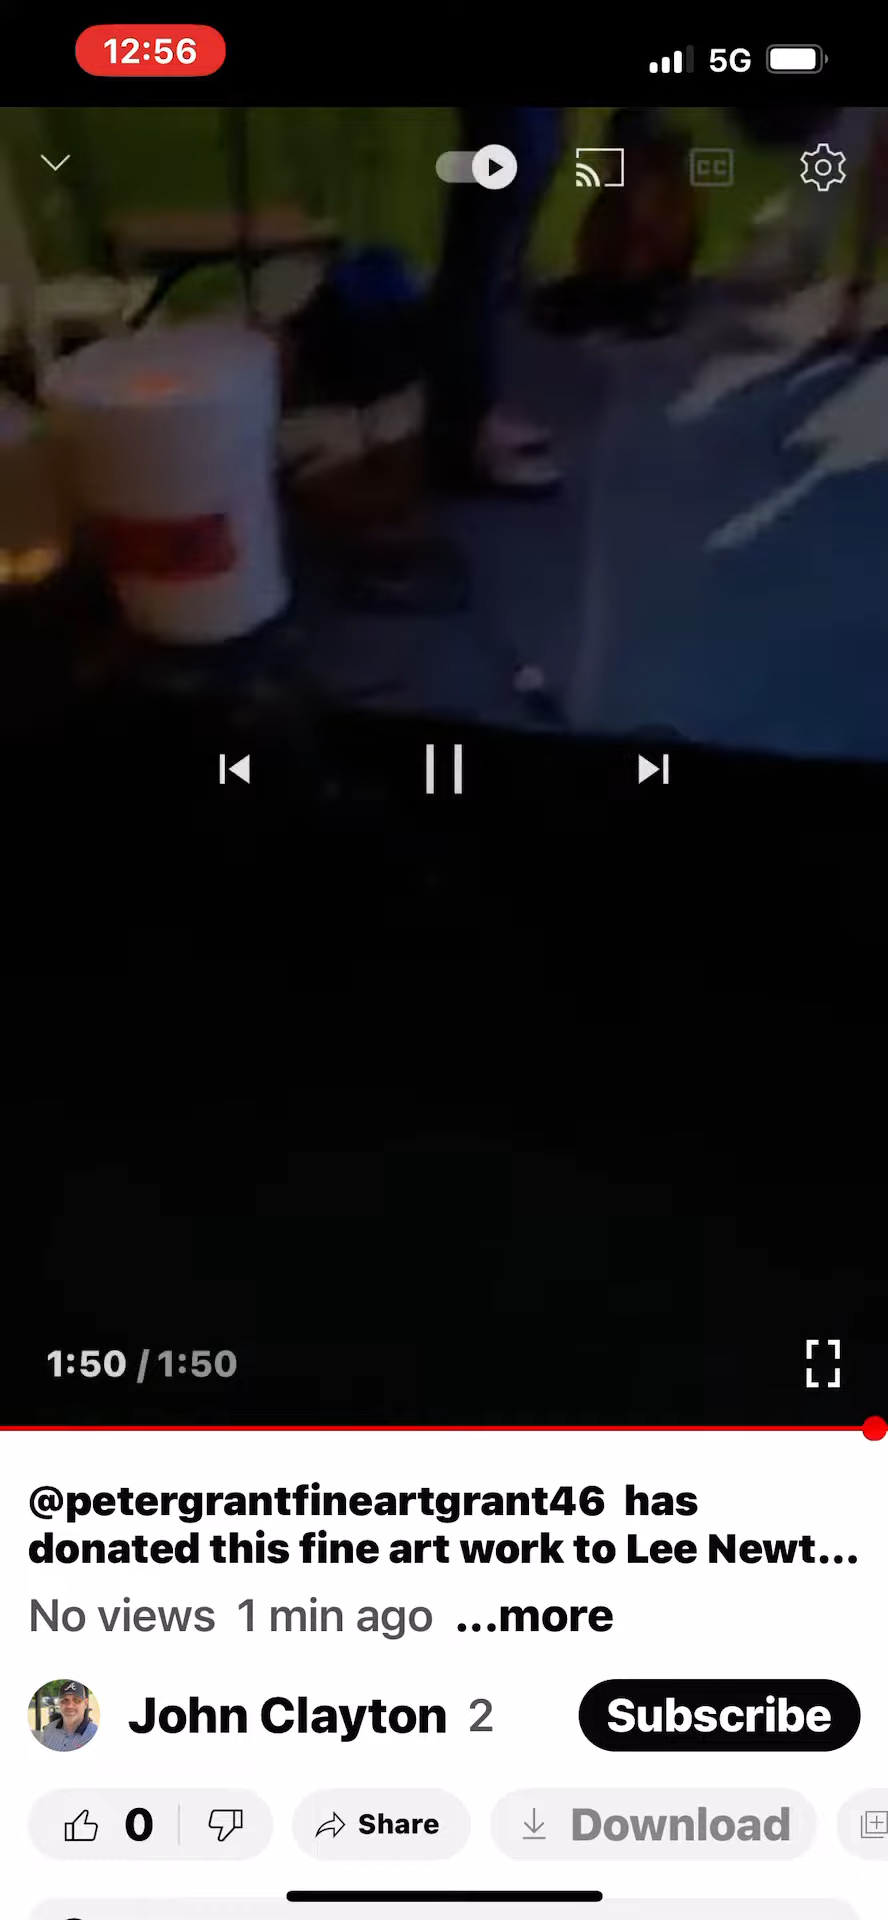 12:56
5G
CC
1:50 / 1:50
@petergrantfineartgrant46 has
donated this fine art work to Lee Newt...
No views 1 min ago ...more
John Clayton 2
Subscribe
0
Share
Download